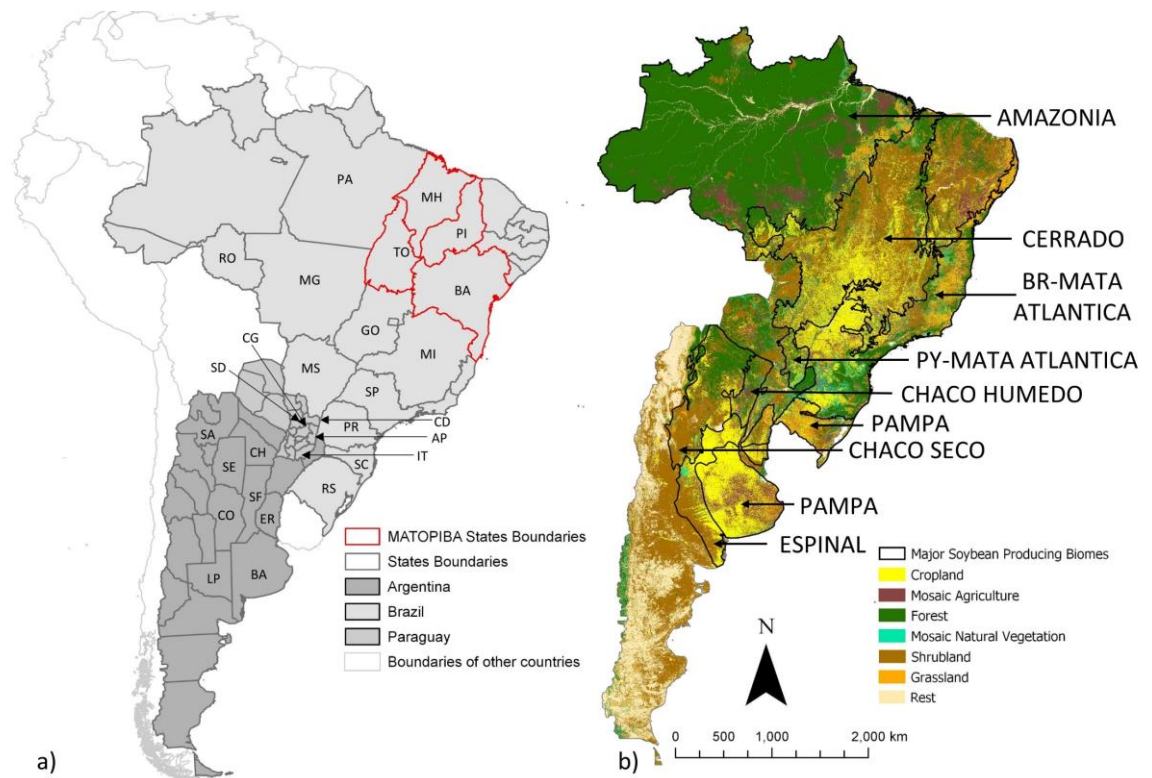 PA
MH
PI
TO
RO
MG
BA
GO
CG
MI
SD
MS
SP
CD
PR
AP
SA
CH
IT
SE
SC
SF
RS
CO
ER
LP
BA
MATOPIBA States Boundaries
States Boundaries
Argentina
Brazil
Paraguay
Boundaries of other countries
a)
AMAZONIA
CERRADO
BR-MATA
ATLANTICA
PY-MATA ATLANTICA
CHACO HUMEDO
PAMPA
CHACO SECO
PAMPA
ESPINAL
Major Soybean Producing Biomes
Cropland
Mosaic Agriculture
Forest
Mosaic Natural Vegetation
Shrubland
Grassland
Rest
N
0 500 1,000 2,000 km
b)